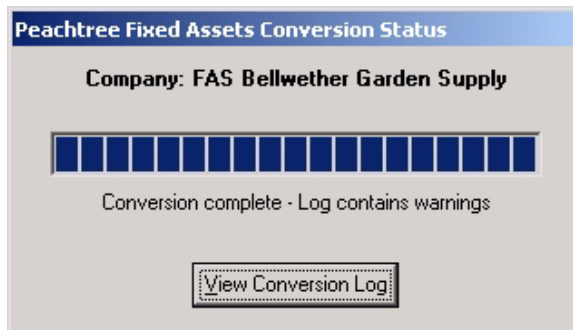 Peachtree Fixed Assets Conversion Status
Company: FAS Bellwether Garden Supply
Conversion complete - Log contains warnings
View Conversion Log